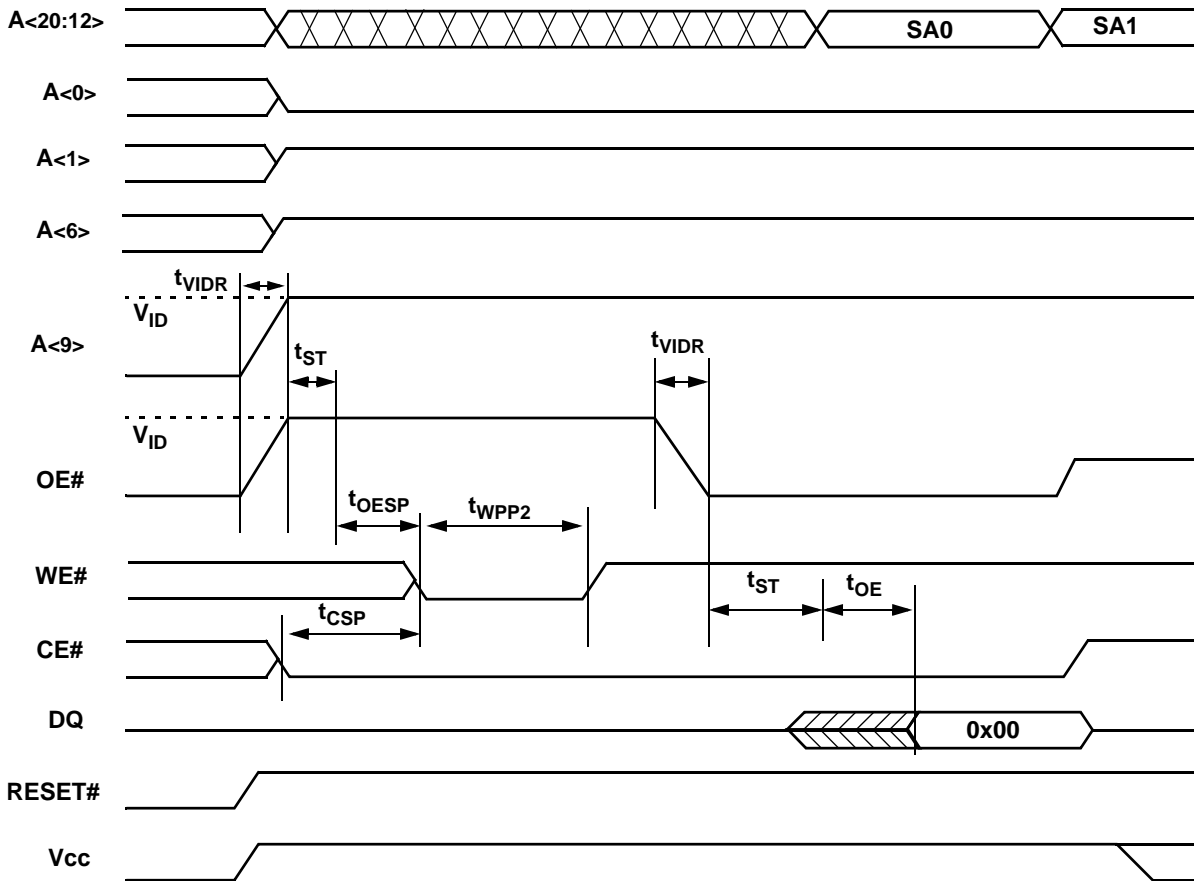 A<20:12>
SA0
SA1
A<0>
A<1>
A<6>
tVIDR
VID
A<9>
tST
tVIDR
VID
OE#
tOESP
tWPP2
WE#
tST
tOE
tCSP
CE#
DQ
0x00
RESET#
Vcc